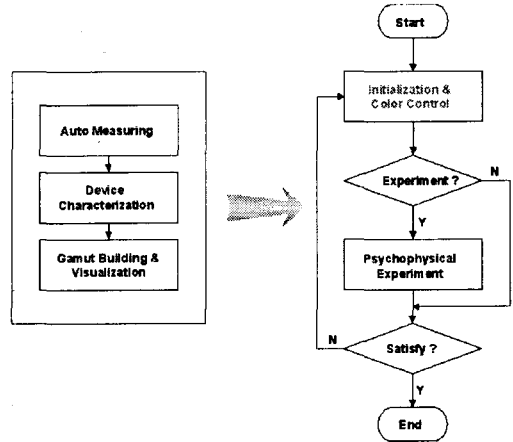 Auto Measuring
Device
Characterization
Gamut Building &
Visualization
Start
Initialization &
Color Control
Experiment ?
N
Y
Psychophysical
Experiment
N
Satisfy ?
Y
End